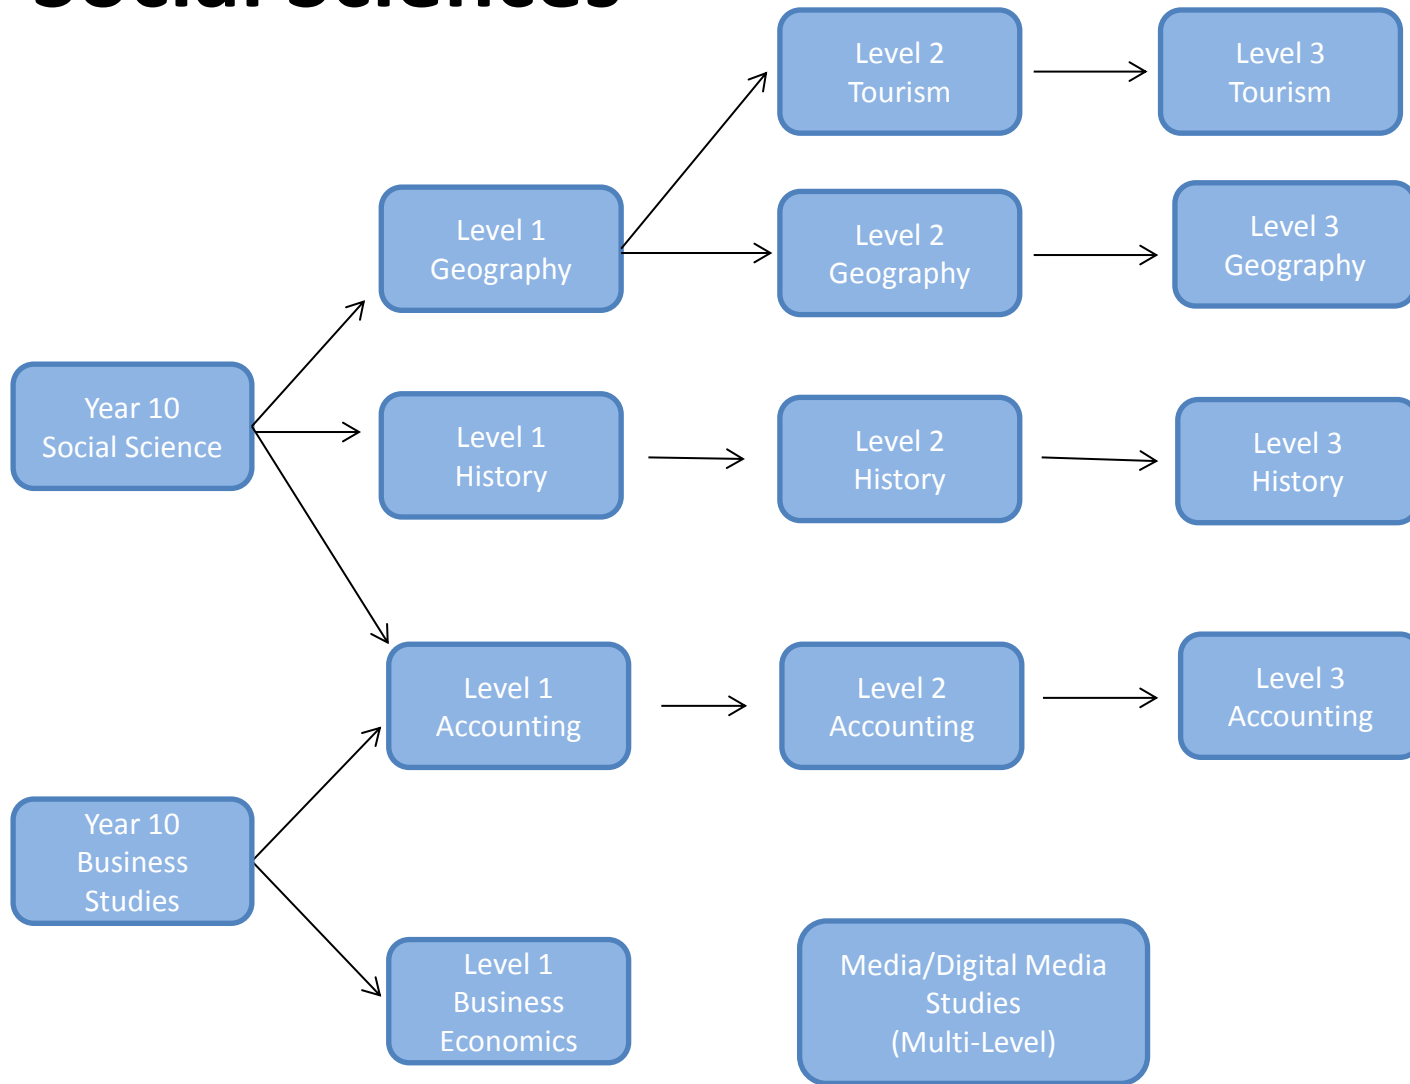 Social Sciences
Level 2
Tourism
Level 3
Tourism
Level 1
Geography
Level 2
Geography
Level 3
Geography
Year 10
Social Science
Level 1
History
Level 2
History
Level 3
History
Level 1
Accounting
Level 2
Accounting
Level 3
Accounting
Year 10
Business
Studies
Level 1
Business
Economics
Media/Digital Media
Studies
(Multi-Level)